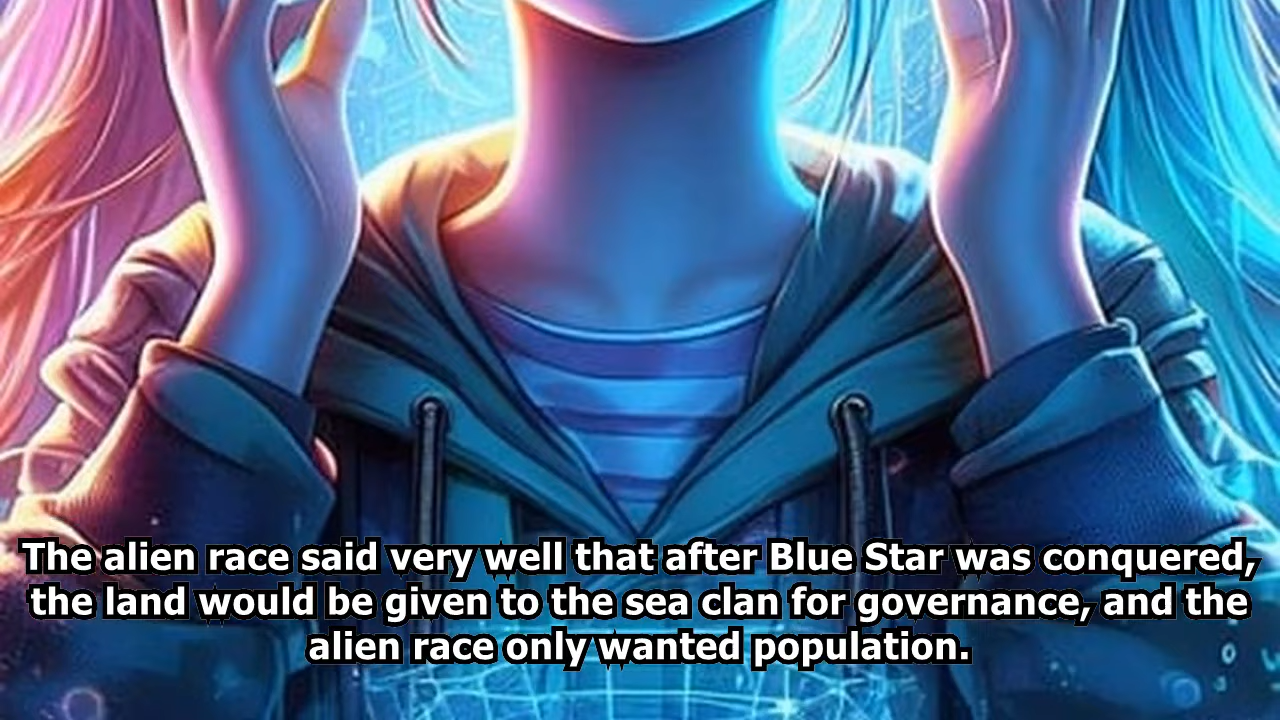 The alien race said very well that after Blue Star was conquered,
the land would be given to the sea clan for governance, and the
alien race only wanted population.